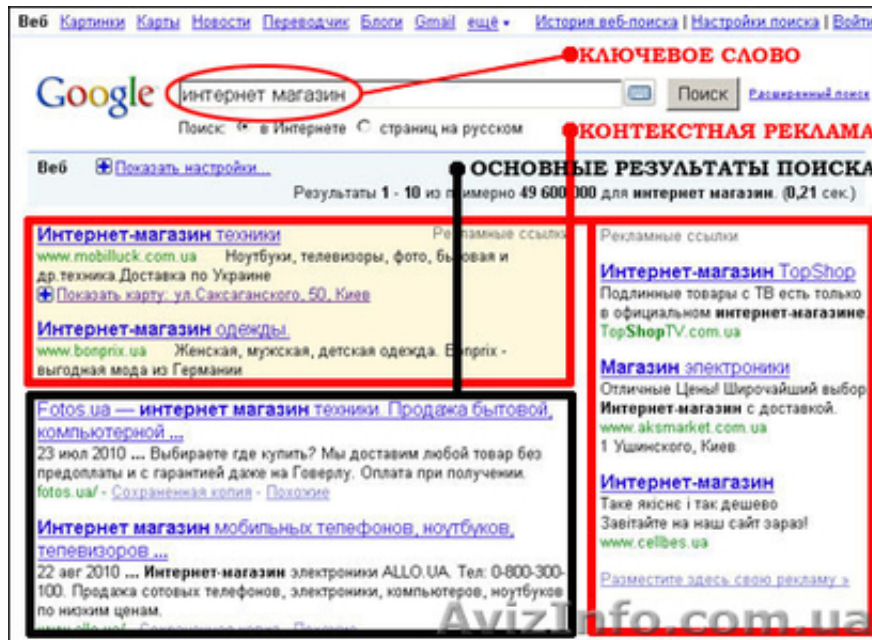 Веб Картинки Карты Новости Переводчик Блоги Gmail ещё История веб-поиска | Настройки поиска | Войти
КЛЮЧЕВОЕ СЛОВО
Google интернет магазин Поиск Расширенный поиск
Поиск: в Интернете страниц на русском
КОНТЕКСТНАЯ РЕКЛАМА
Веб Показать настройки... ОСНОВНЫЕ РЕЗУЛЬТАТЫ ПОИСКА
Результаты 1 - 10 из примерно 49 600 000 для интернет магазин. (0,21 сек.)
Интернет-магазин техники Рекламные ссылки
www.mobilluck.com.ua Ноутбуки, телевизоры, фото, бытовая и
др.техника.Доставка по Украине
Показать карту: ул.Саксаганского, 50, Киев
Интернет-магазин одежды.
www.bonprix.ua Женская, мужская, детская одежда. Bonprix -
выгодная мода из Германии
Fotos.ua — интернет магазин техники. Продажа бытовой,
компьютерной ...
23 июл 2010 ... Выбираете где купить? Мы доставим любой товар без
предоплаты и с гарантией даже на Говерлу. Оплата при получении.
fotos.ua/ - Сохраненная копия - Похожие
Интернет магазин мобильных телефонов, ноутбуков,
телевизоров ...
22 авг 2010 ... Интернет-магазин электроники ALLO.UA. Тел: 0-800-300-
100. Продажа сотовых телефонов, электроники, компьютеров, ноутбуков
по низким ценам.
www.allo.ua/ - Сохраненная копия - Похожие
Рекламные ссылки
Интернет-магазин TopShop
Подлинные товары с ТВ есть только
в официальном интернет-магазине.
TopShopTV.com.ua
Магазин электроники
Отличные Цены! Широчайший выбор
Интернет-магазин с доставкой.
www.aksmarket.com.ua
1 Ушинского, Киев
Интернет-магазин
Таке якісне і так дешево
Завітайте на наш сайт зараз!
www.cellbes.ua
Разместите здесь свою рекламу »
AvizInfo.com.ua